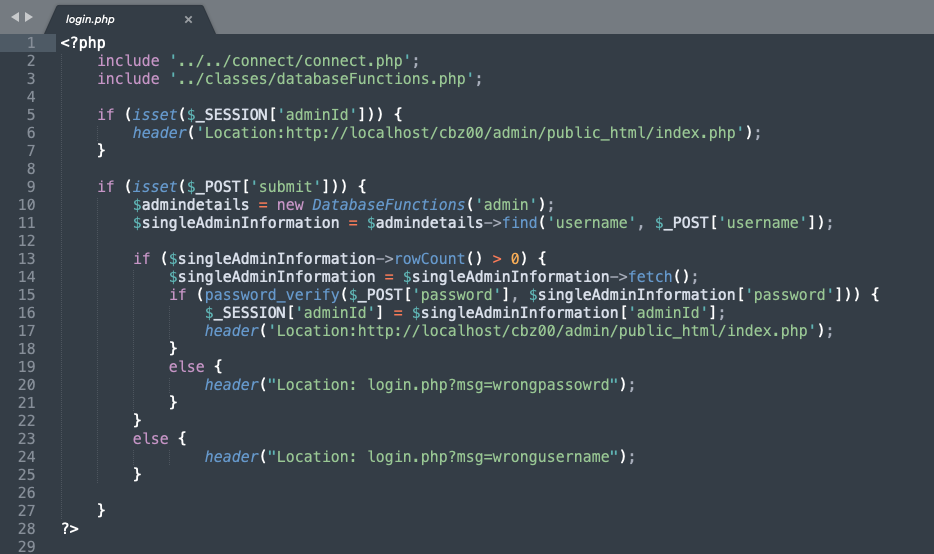 login.php
1 <?php
2 include '../../connect/connect.php';
3 include '../classes/databaseFunctions.php';
4
5 if (isset($_SESSION['adminId'])) {
6 header('Location:http://localhost/cbz00/admin/public_html/index.php');
7 }
8
9 if (isset($_POST['submit'])) {
10 $admindetails = new DatabaseFunctions('admin');
11 $singleAdminInformation = $admindetails->find('username', $_POST['username']);
12
13 if ($singleAdminInformation->rowCount() > 0) {
14 $singleAdminInformation = $singleAdminInformation->fetch();
15 if (password_verify($_POST['password'], $singleAdminInformation['password'])) {
16 $_SESSION['adminId'] = $singleAdminInformation['adminId'];
17 header('Location:http://localhost/cbz00/admin/public_html/index.php');
18 }
19 else {
20 header("Location: login.php?msg=wrongpassowrd");
21 }
22 }
23 else {
24 header("Location: login.php?msg=wrongusername");
25 }
26
27 }
28 ?>
29